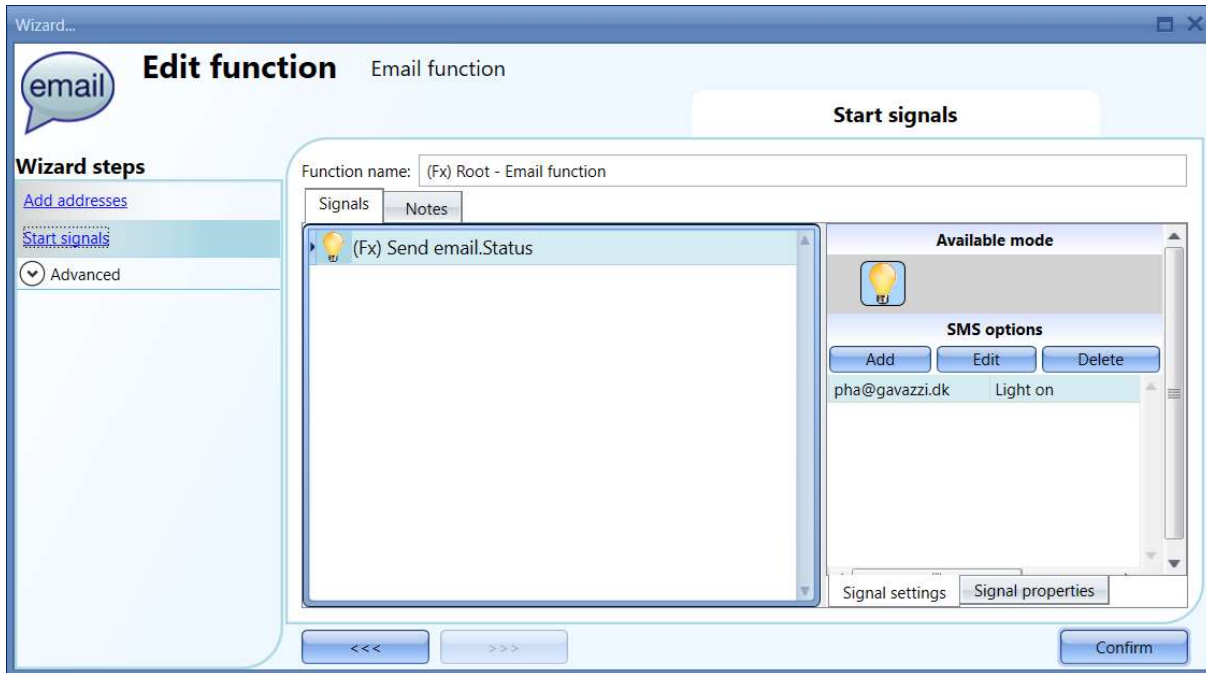 Wizard...
email
Edit function Email function
Start signals
Wizard steps
Add addresses
Start signals
Advanced
Function name: (Fx) Root - Email function
Signals Notes
(Fx) Send email.Status
Available mode
SMS options
Add Edit Delete
pha@gavazzi.dk Light on
Signal settings Signal properties
<<< >>> Confirm